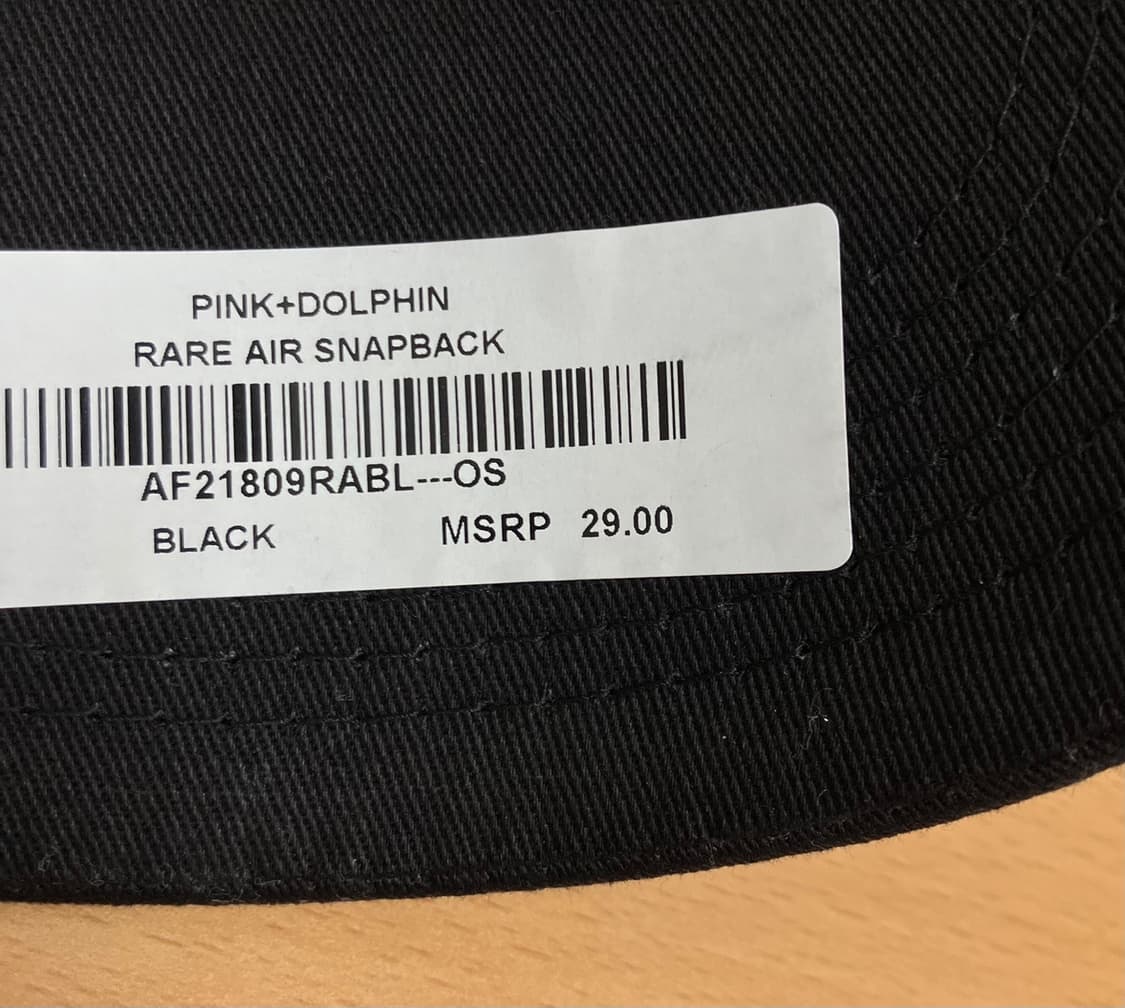 PINK+DOLPHIN
RARE AIR SNAPBACK
AF21809RABL---OS
BLACK MSRP 29.00